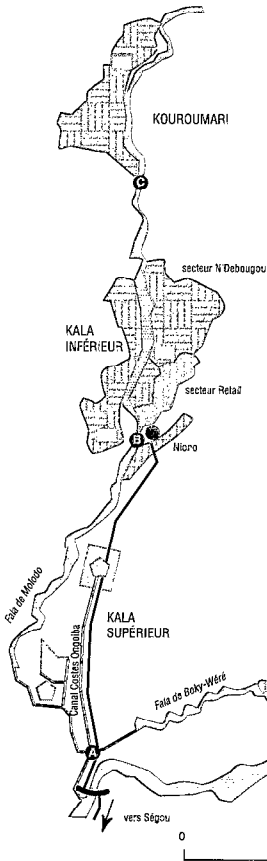 KOUROUMARI
C
secteur N'Debougou
KALA
INFÉRIEUR
secteur Retail
B
Niono
Fala de Molodo
KALA
SUPÉRIEUR
Canal Costes Ongoiba
Fala de Boky-Wéré
A
vers Ségou
0